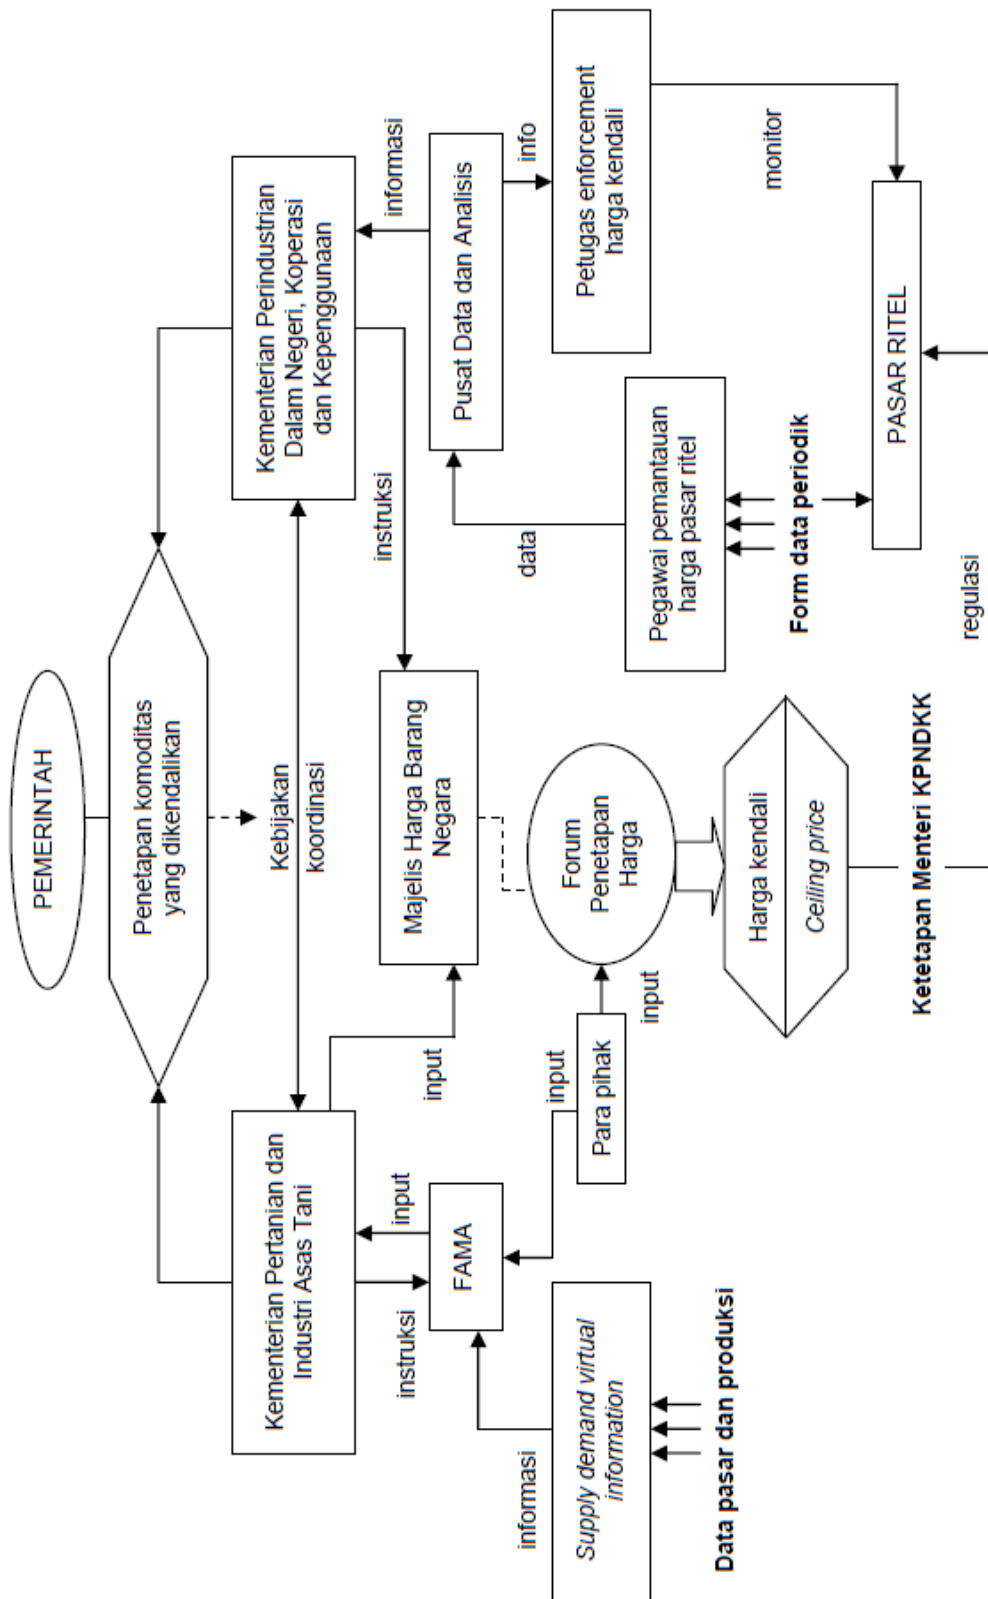 PEMERINTAH
Penetapan komoditas
yang dikendalikan
Kementerian Pertanian dan
Industri Asas Tani
Kebijakan
koordinasi
Kementerian Perindustrian
Dalam Negeri, Koperasi
dan Kepenggunaan
instruksi
input
input
instruksi
informasi
FAMA
Majelis Harga Barang
Negara
Pusat Data dan Analisis
informasi
input
data
info
Supply demand virtual
information
Para pihak
input
Forum
Penetapan
Harga
Pegawai pemantauan
harga pasar ritel
Petugas enforcement
harga kendali
Data pasar dan produksi
Harga kendali
Ceilling price
Form data periodik
monitor
PASAR RITEL
Ketetapan Menteri KPNDKK
regulasi